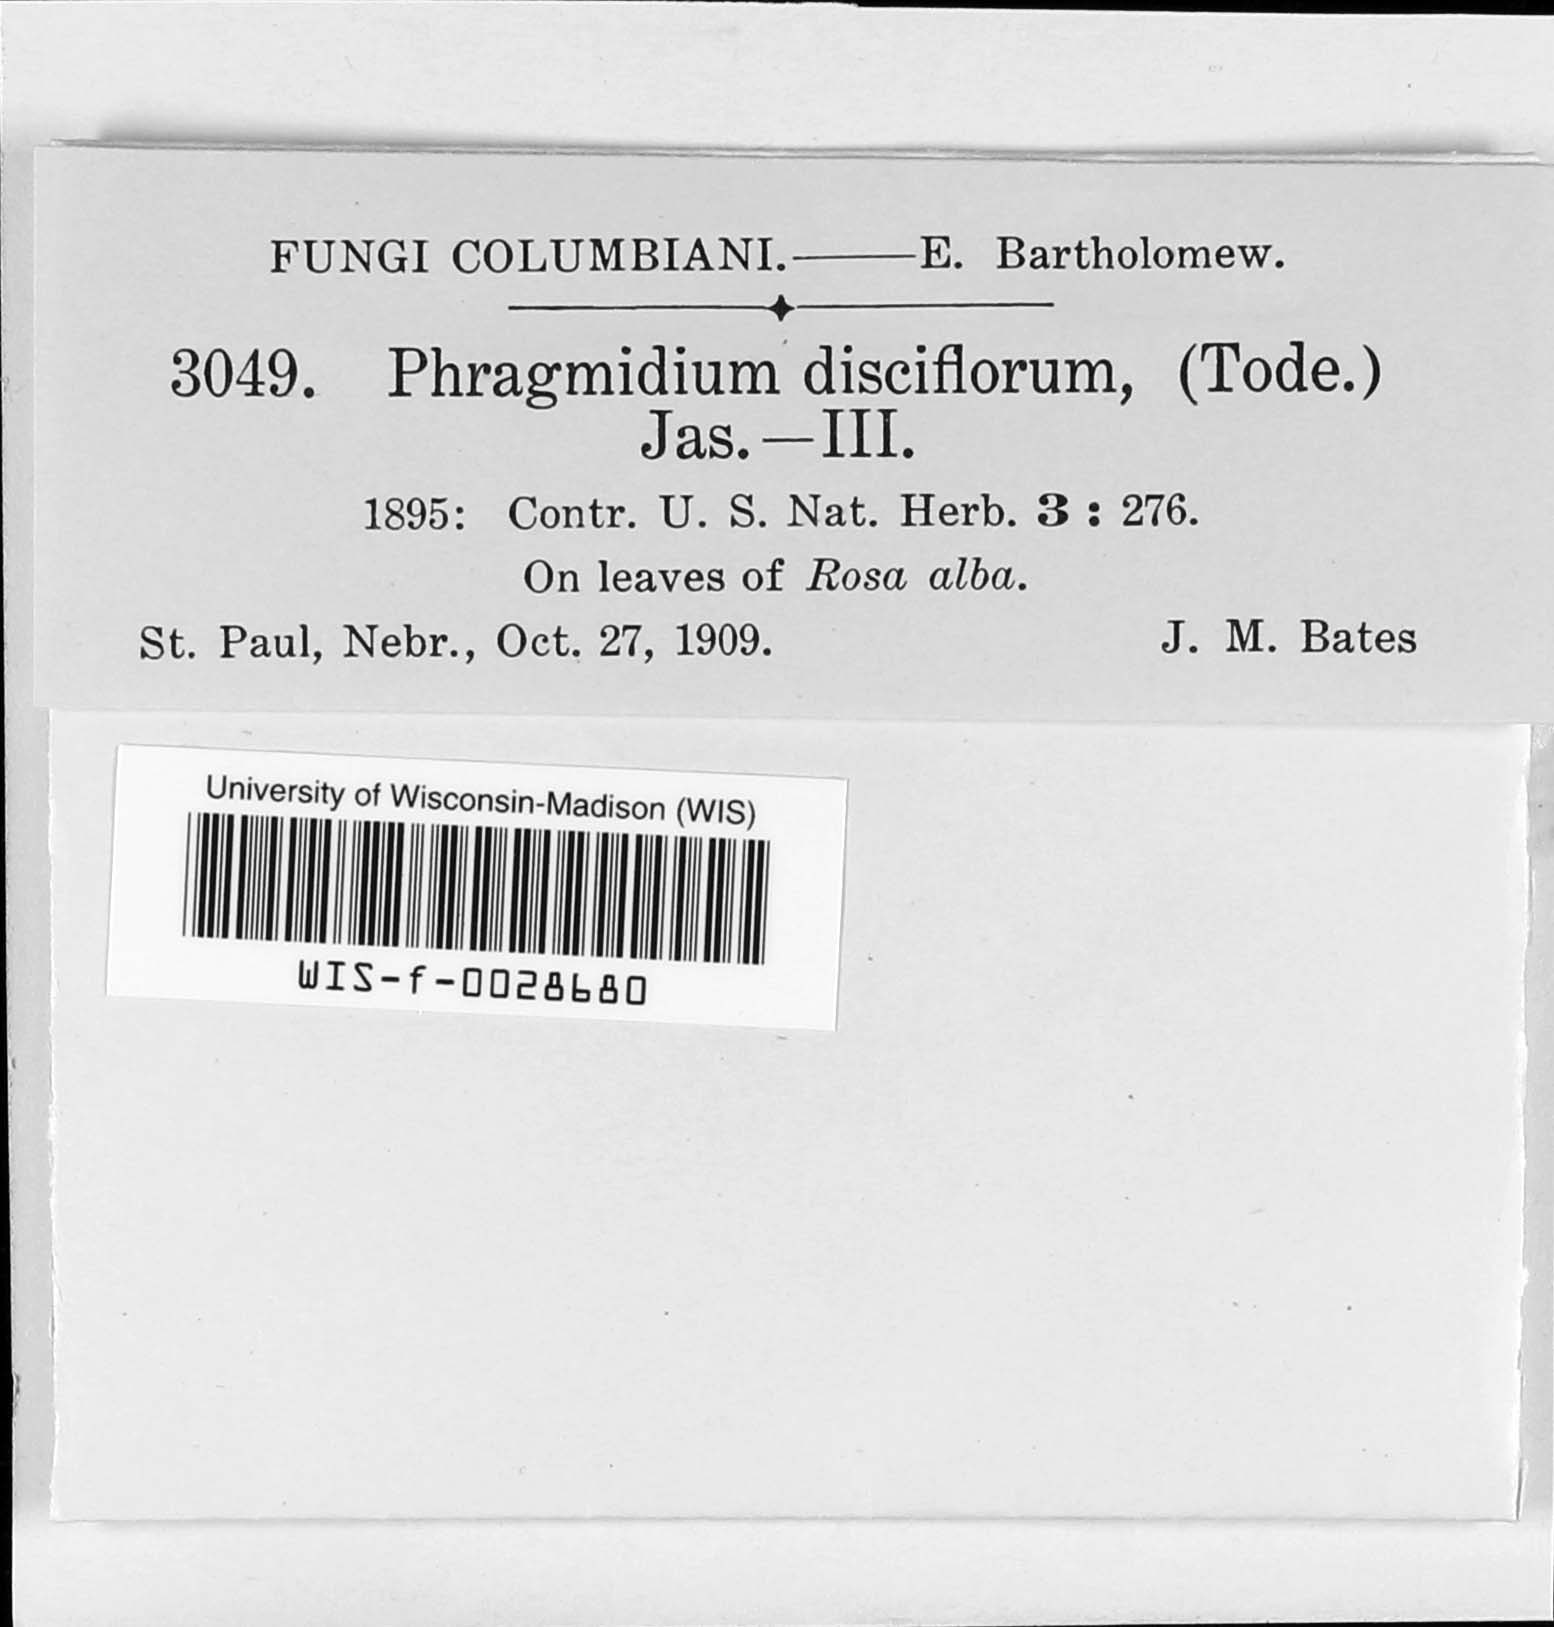 FUNGI COLUMBIANI.——E. Bartholomew.
3049. Phragmidium disciflorum, (Tode.)
Jas.—III.
1895: Contr. U. S. Nat. Herb. 3 : 276.
On leaves of Rosa alba.
St. Paul, Nebr., Oct. 27, 1909. J. M. Bates
University of Wisconsin-Madison (WIS)
WIS-f-0028680